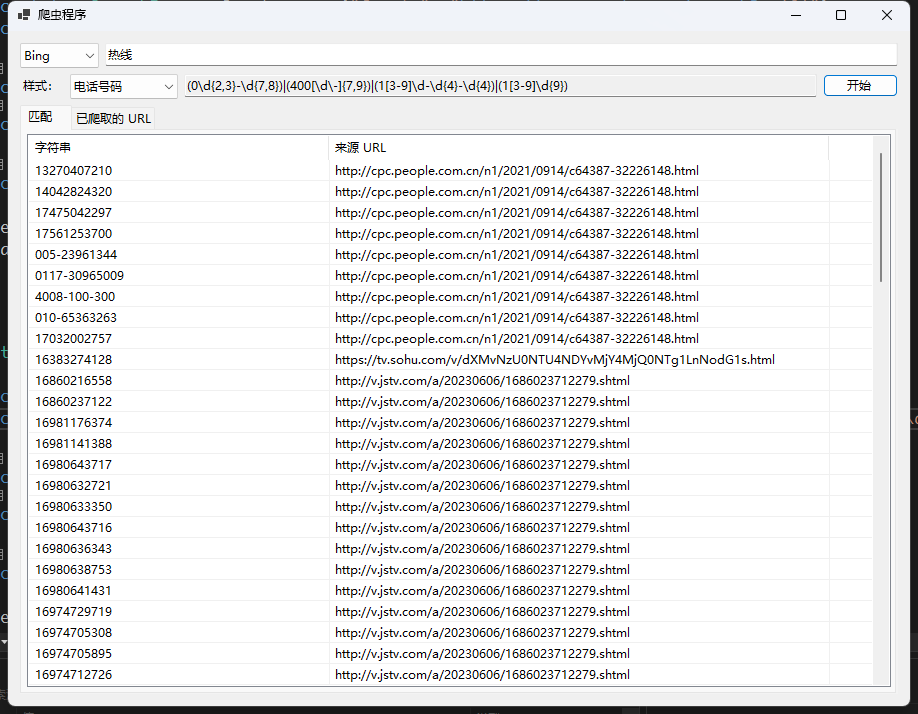 爬虫程序
Bing 热线
样式: 电话号码 (0\d{2,3}-\d{7,8})|(400[\d\-]{7,9})|(1[3-9]\d-\d{4}-\d{4})|(1[3-9]\d{9}) 开始
匹配 已爬取的 URL
字符串 来源 URL
13270407210 http://cpc.people.com.cn/n1/2021/0914/c64387-32226148.html
14042824320 http://cpc.people.com.cn/n1/2021/0914/c64387-32226148.html
17475042297 http://cpc.people.com.cn/n1/2021/0914/c64387-32226148.html
17561253700 http://cpc.people.com.cn/n1/2021/0914/c64387-32226148.html
005-23961344 http://cpc.people.com.cn/n1/2021/0914/c64387-32226148.html
0117-30965009 http://cpc.people.com.cn/n1/2021/0914/c64387-32226148.html
4008-100-300 http://cpc.people.com.cn/n1/2021/0914/c64387-32226148.html
010-65363263 http://cpc.people.com.cn/n1/2021/0914/c64387-32226148.html
17032002757 http://cpc.people.com.cn/n1/2021/0914/c64387-32226148.html
16383274128 https://tv.sohu.com/v/dXMvNzU0NTU4NDYvMjY4MjQ0NTg1LnNodG1s.html
16860216558 http://v.jstv.com/a/20230606/1686023712279.shtml
16860237122 http://v.jstv.com/a/20230606/1686023712279.shtml
16981176374 http://v.jstv.com/a/20230606/1686023712279.shtml
16981141388 http://v.jstv.com/a/20230606/1686023712279.shtml
16980643717 http://v.jstv.com/a/20230606/1686023712279.shtml
16980632721 http://v.jstv.com/a/20230606/1686023712279.shtml
16980633350 http://v.jstv.com/a/20230606/1686023712279.shtml
16980643716 http://v.jstv.com/a/20230606/1686023712279.shtml
16980636343 http://v.jstv.com/a/20230606/1686023712279.shtml
16980638753 http://v.jstv.com/a/20230606/1686023712279.shtml
16980641431 http://v.jstv.com/a/20230606/1686023712279.shtml
16974729719 http://v.jstv.com/a/20230606/1686023712279.shtml
16974705308 http://v.jstv.com/a/20230606/1686023712279.shtml
16974705895 http://v.jstv.com/a/20230606/1686023712279.shtml
16974712726 http://v.jstv.com/a/20230606/1686023712279.shtml